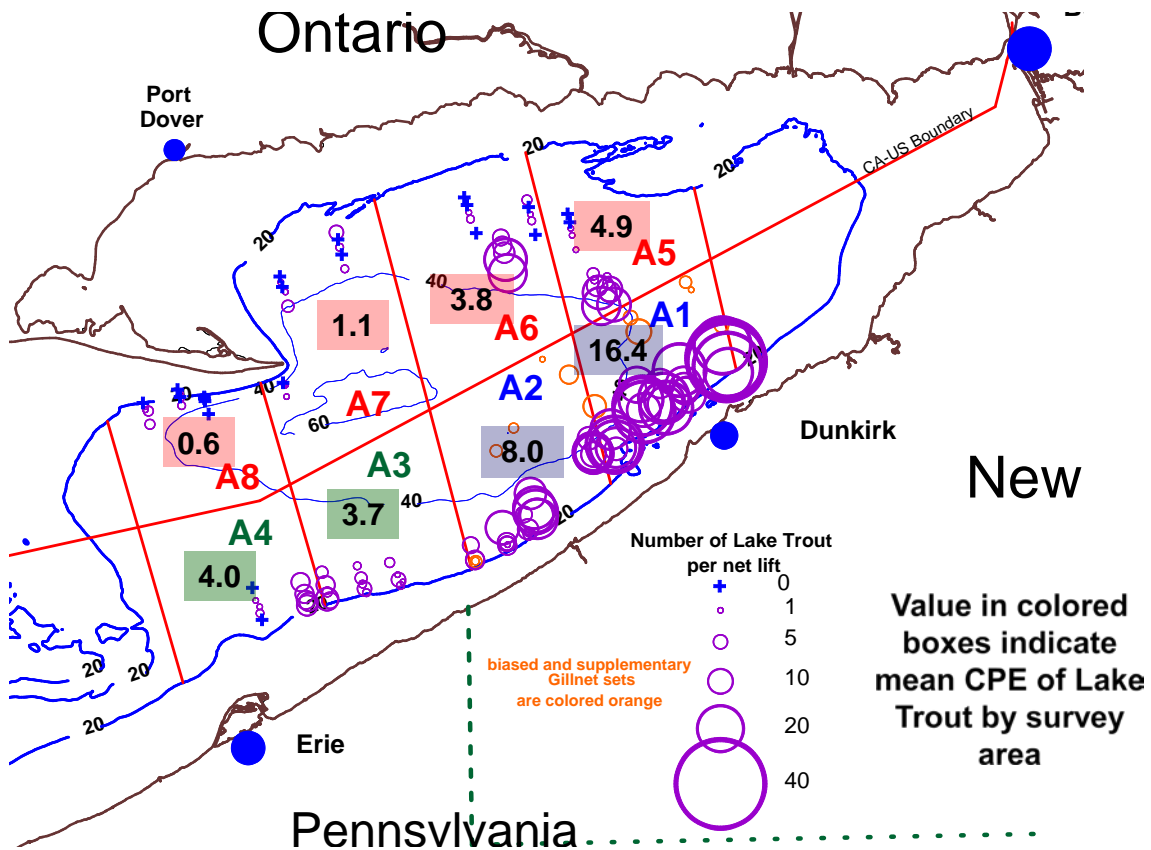 Ontario
Port
Dover
20
CA-US Boundary
20
20
4.9
A5
40
3.8
1.1
A6
A1
16.4
20
A2
40
20
A7
60
Dunkirk
0.6
8.0
A8
A3
New
40
3.7
20
A4
4.0
20
Number of Lake Trout
per net lift
0
1
5
10
20
40
Value in colored
boxes indicate
mean CPE of Lake
Trout by survey
area
biased and supplementary
Gillnet sets
are colored orange
20
20
20
Erie
Pennsylvania